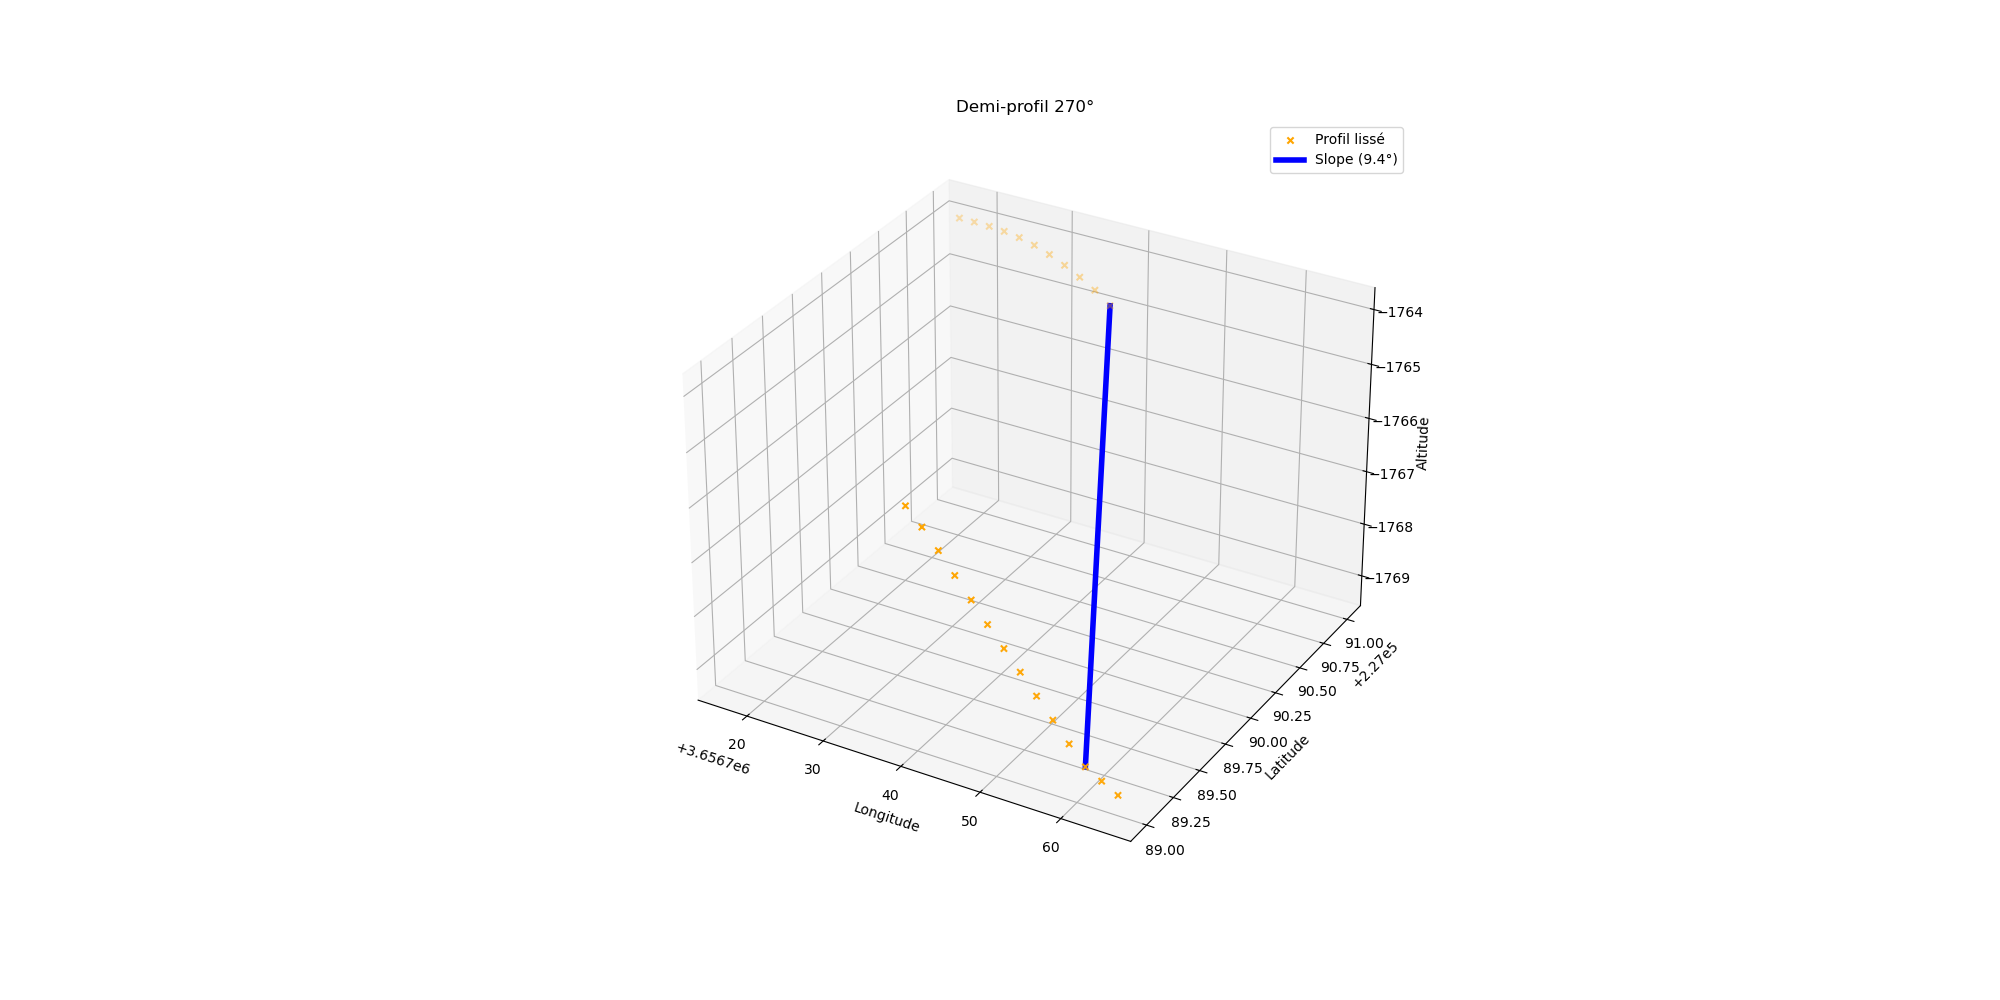 Demi-profil 270°
Profil lissé
Slope (9.4°)
−1764
−1765
−1766
−1767
−1768
−1769
Altitude
91.00
90.75
90.50
90.25
90.00
89.75
89.50
89.25
89.00
+2.27e5
Latitude
20
30
40
50
60
+3.6567e6
Longitude